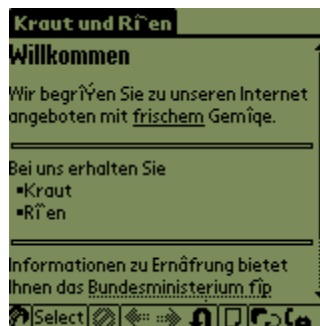 Kraut und Rî˜en
Willkommen
Wir begrîÝen Sie zu unseren Internet
angeboten mit frischem Gemîqe.
Bei uns erhalten Sie
▪Kraut
▪Rî˜en
Informationen zu Ernâfrung bietet
Ihnen das Bundesministerium fîp
Select